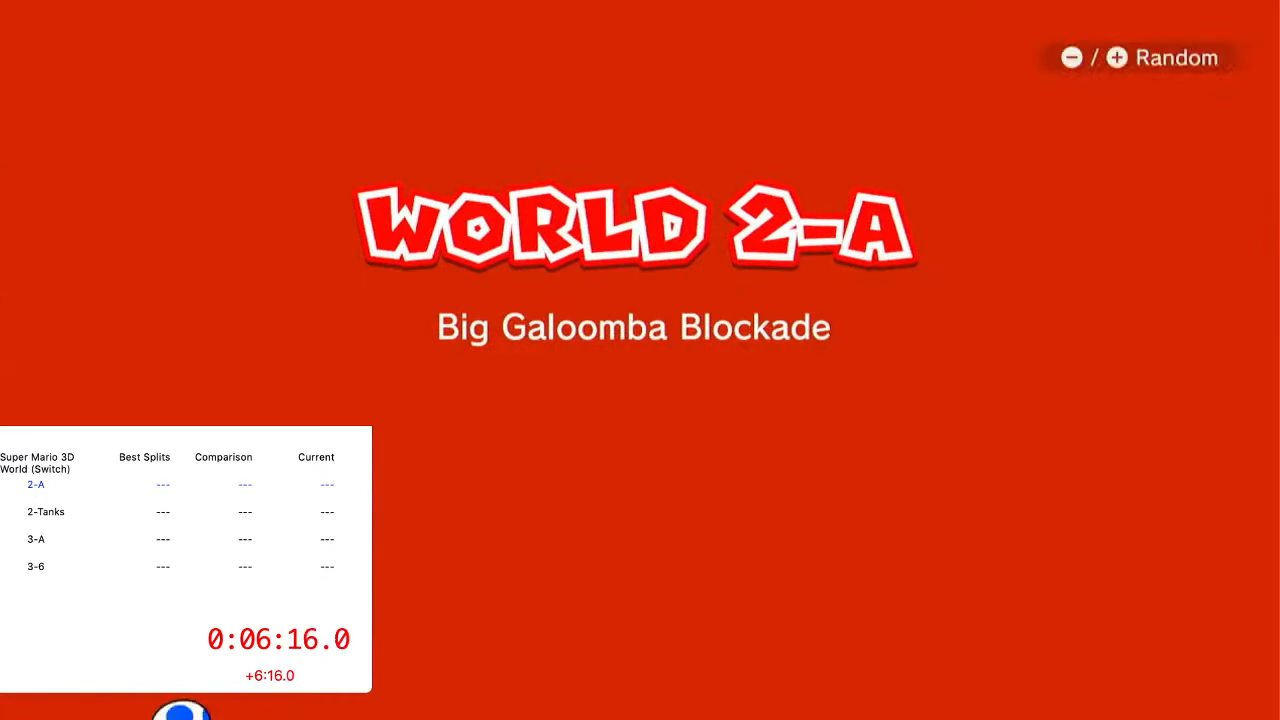 − / + Random
WORLD 2-A
Big Galoomba Blockade
Super Mario 3D World (Switch) Best Splits Comparison Current
2-A --- --- ---
2-Tanks --- --- ---
3-A --- --- ---
3-6 --- --- ---
0:06:16.0
+6:16.0